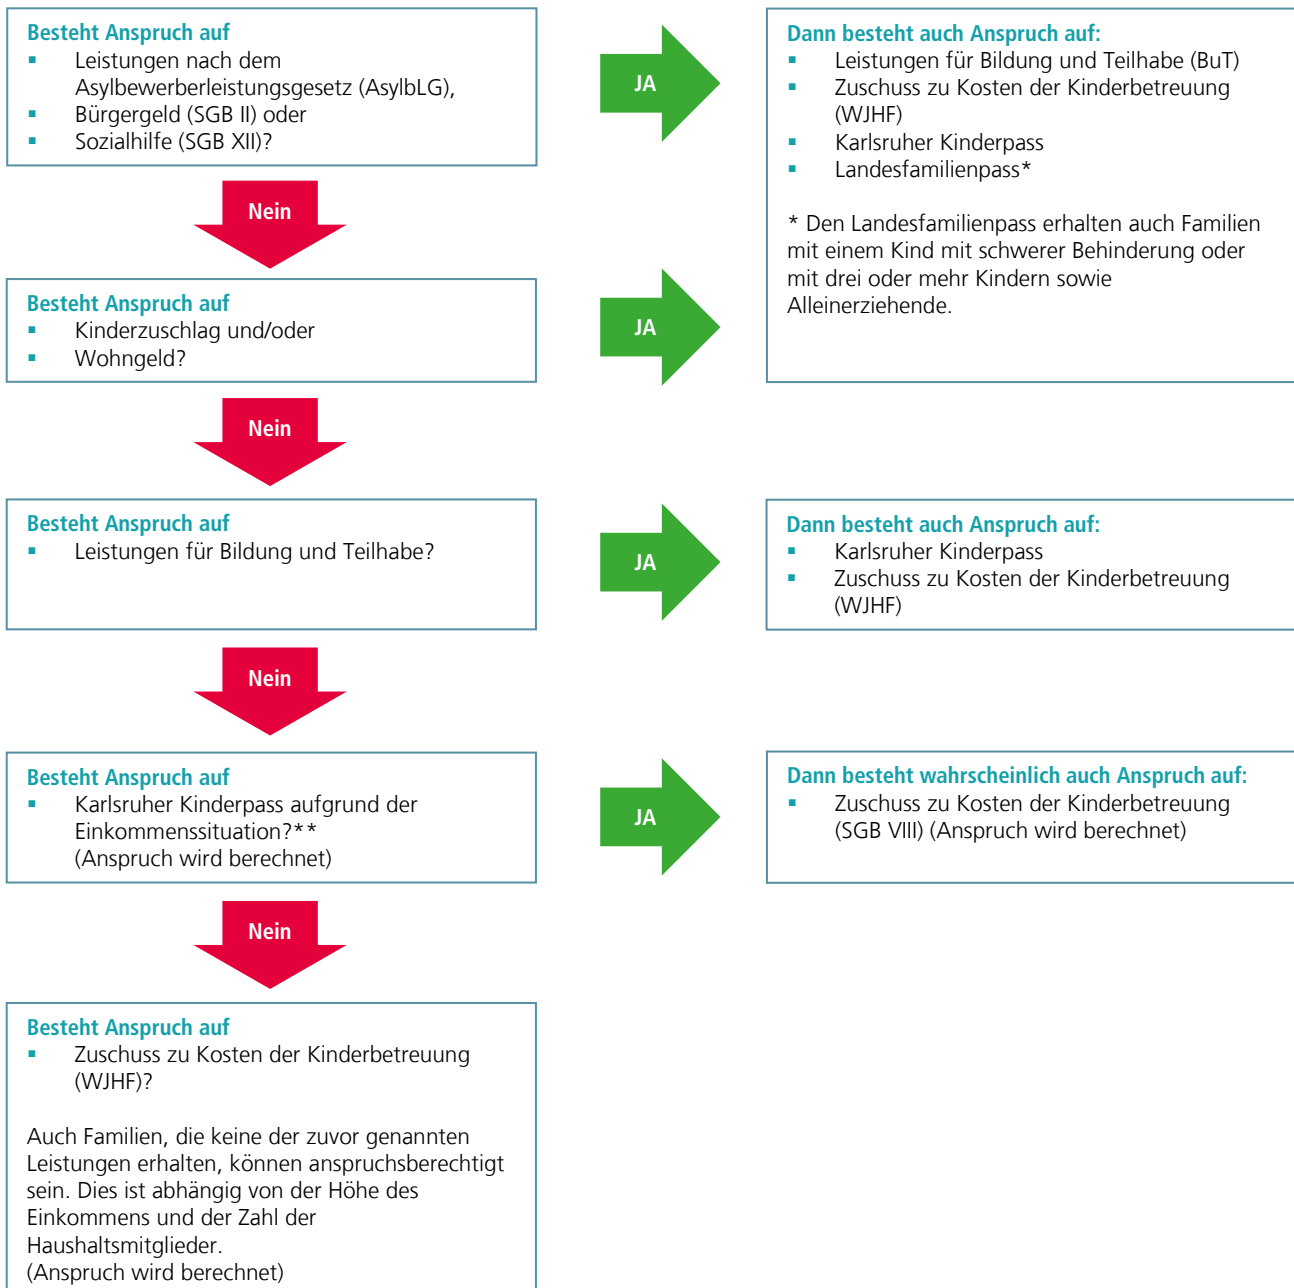 Besteht Anspruch auf
▪ Leistungen nach dem
Asylbewerberleistungsgesetz (AsylbLG),
▪ Bürgergeld (SGB II) oder
▪ Sozialhilfe (SGB XII)?
JA
Dann besteht auch Anspruch auf:
▪ Leistungen für Bildung und Teilhabe (BuT)
▪ Zuschuss zu Kosten der Kinderbetreuung
(WJHF)
▪ Karlsruher Kinderpass
▪ Landesfamilienpass*
* Den Landesfamilienpass erhalten auch Familien
mit einem Kind mit schwerer Behinderung oder
mit drei oder mehr Kindern sowie
Alleinerziehende.
Nein
Besteht Anspruch auf
▪ Kinderzuschlag und/oder
▪ Wohngeld?
JA
Nein
Besteht Anspruch auf
▪ Leistungen für Bildung und Teilhabe?
JA
Dann besteht auch Anspruch auf:
▪ Karlsruher Kinderpass
▪ Zuschuss zu Kosten der Kinderbetreuung
(WJHF)
Nein
Besteht Anspruch auf
▪ Karlsruher Kinderpass aufgrund der
Einkommenssituation?**
(Anspruch wird berechnet)
JA
Dann besteht wahrscheinlich auch Anspruch auf:
▪ Zuschuss zu Kosten der Kinderbetreuung
(SGB VIII) (Anspruch wird berechnet)
Nein
Besteht Anspruch auf
▪ Zuschuss zu Kosten der Kinderbetreuung
(WJHF)?
Auch Familien, die keine der zuvor genannten
Leistungen erhalten, können anspruchsberechtigt
sein. Dies ist abhängig von der Höhe des
Einkommens und der Zahl der
Haushaltsmitglieder.
(Anspruch wird berechnet)